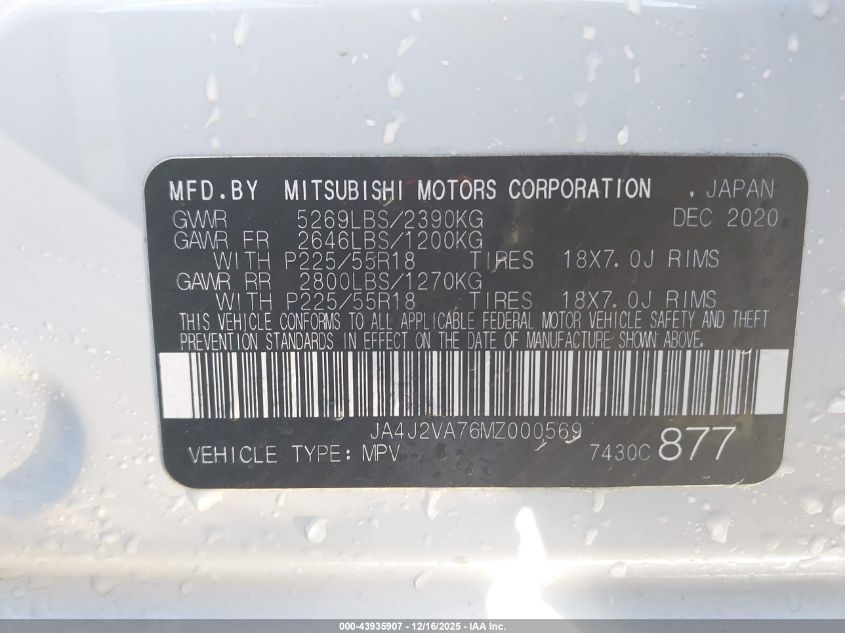 MFD.BY MITSUBISHI MOTORS CORPORATION , JAPAN
GVWR 5269LBS/2390KG DEC 2020
GAWR FR 2646LBS/1200KG
WITH P225/55R18 TIRES 18X7.0J RIMS
GAWR RR 2800LBS/1270KG
WITH P225/55R18 TIRES 18X7.0J RIMS
THIS VEHICLE CONFORMS TO ALL APPLICABLE FEDERAL MOTOR VEHICLE SAFETY AND THEFT
PREVENTION STANDARDS IN EFFECT ON THE DATE OF MANUFACTURE SHOWN ABOVE.
JA4J2VA76MZ000569
VEHICLE TYPE: MPV 7430C 877
000-43935907 - 12/16/2025 - IAA Inc.